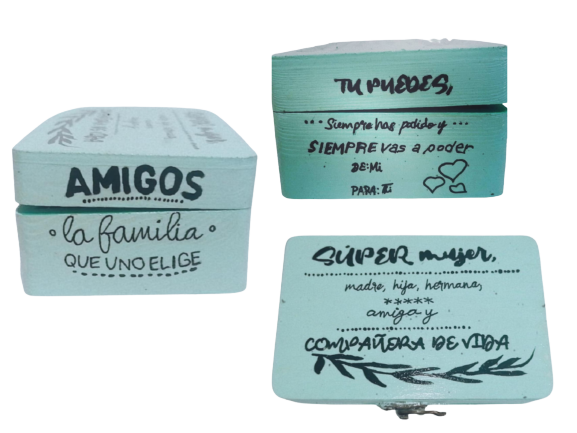 AMIGOS
la familia
QUE UNO ELIGE
TU PUEDES,
Siempre has podido y
SIEMPRE vas a poder
DE: Mi
PARA: Ti
SÚPER mujer,
madre, hija, hermana,
*****
amiga y
COMPAÑERA DE VIDA